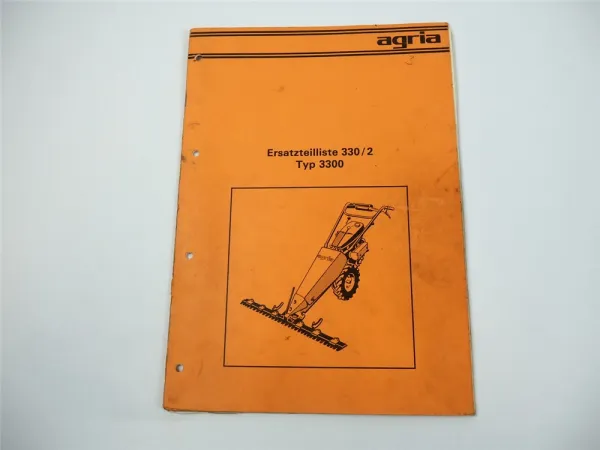 agria
Ersatzteilliste 330/2
Typ 3300